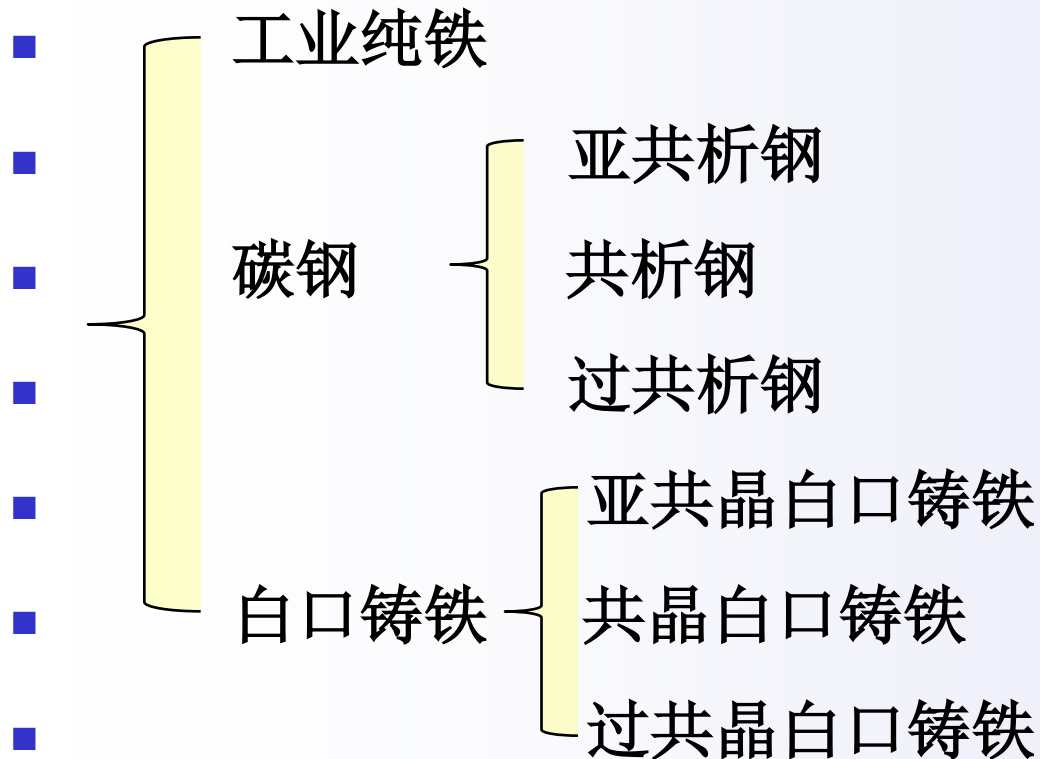 工业纯铁
亚共析钢
碳钢 共析钢
过共析钢
亚共晶白口铸铁
白口铸铁 共晶白口铸铁
过共晶白口铸铁